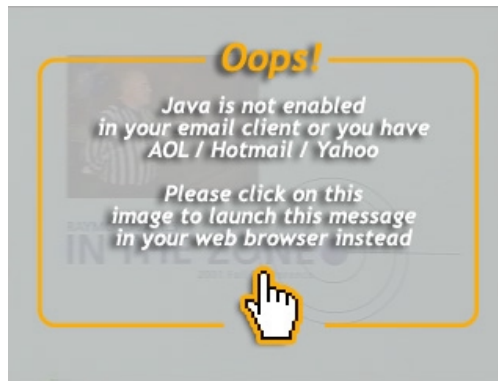 Oops!
Java is not enabled
in your email client or you have
AOL / Hotmail / Yahoo
Please click on this
image to launch this message
in your web browser instead
IN THE ZONE